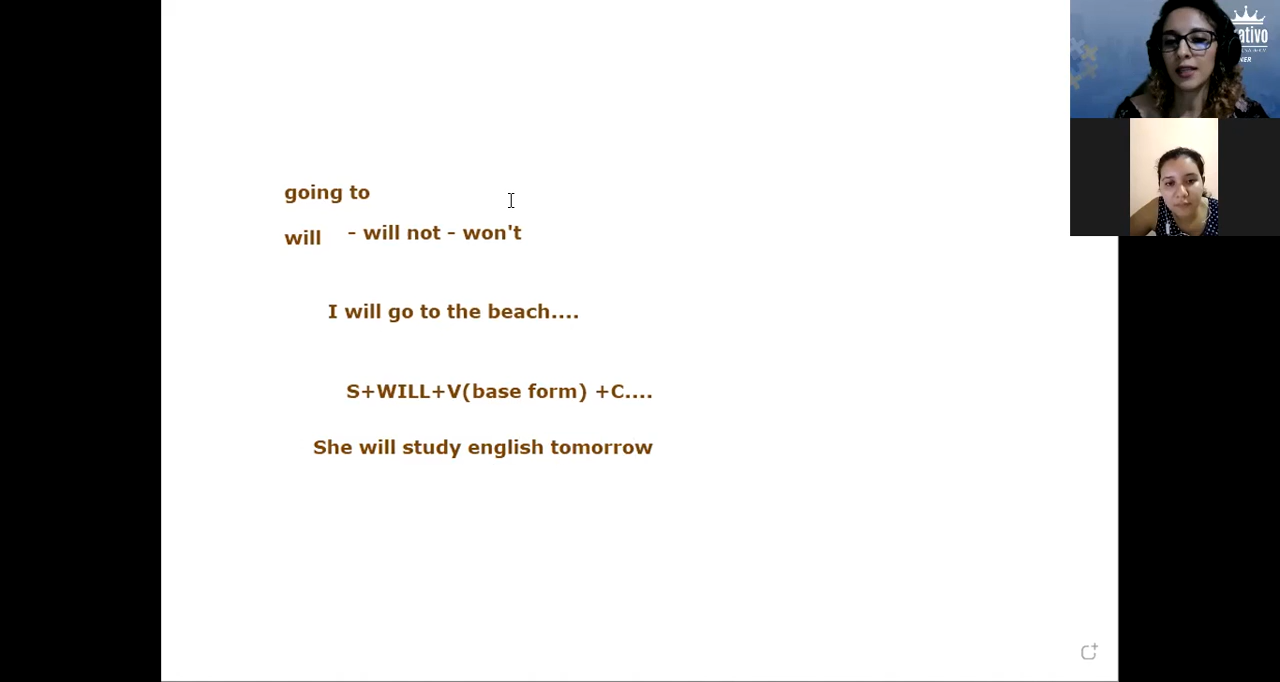 going to
will - will not - won't
I will go to the beach....
S+WILL+V(base form) +C....
She will study english tomorrow